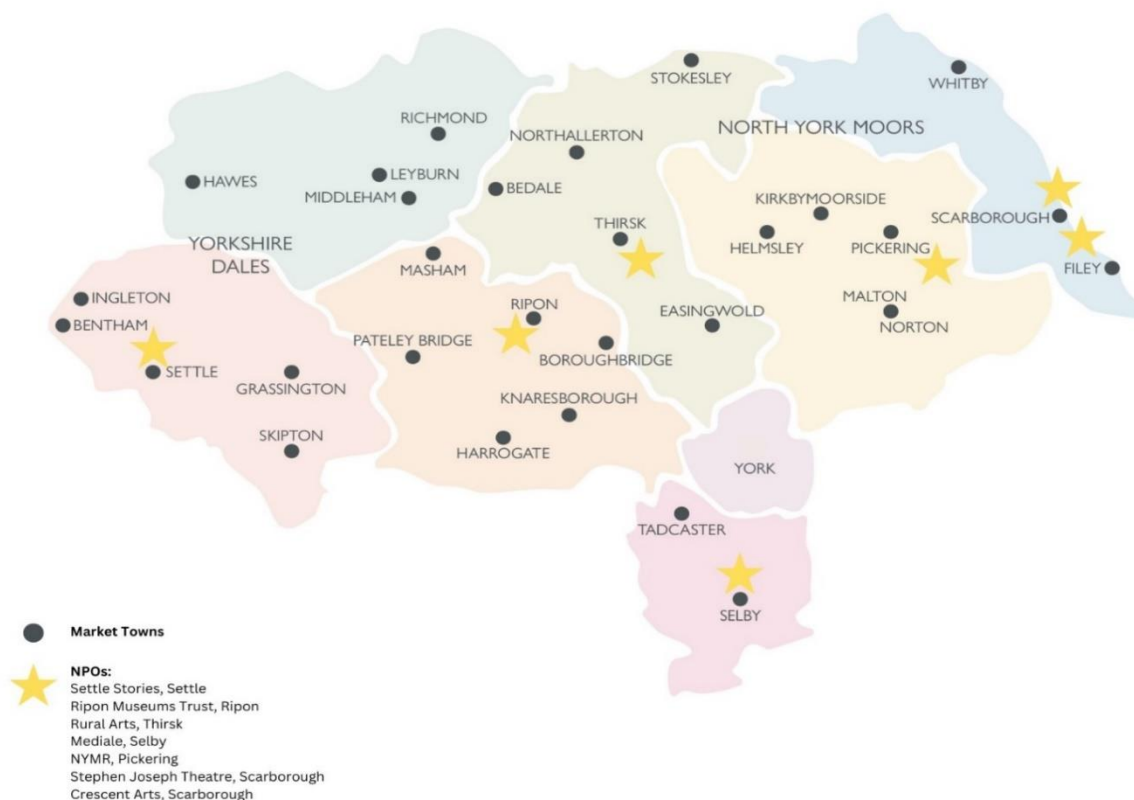 STOKESLEY
WHITBY
RICHMOND
NORTHALLERTON
NORTH YORK MOORS
HAWES
LEYBURN
BEDALE
MIDDLEHAM
KIRKBYMOORSIDE
THIRSK
SCARBOROUGH
YORKSHIRE
DALES
HELMSLEY
PICKERING
MASHAM
FILEY
INGLETON
RIPON
MALTON
EASINGWOLD
BENTHAM
NORTON
PATELEY BRIDGE
BOROUGHBRIDGE
SETTLE
GRASSINGTON
KNARESBOROUGH
SKIPTON
HARROGATE
YORK
TADCASTER
SELBY
Market Towns
NPOs:
Settle Stories, Settle
Ripon Museums Trust, Ripon
Rural Arts, Thirsk
Mediale, Selby
NYMR, Pickering
Stephen Joseph Theatre, Scarborough
Crescent Arts, Scarborough